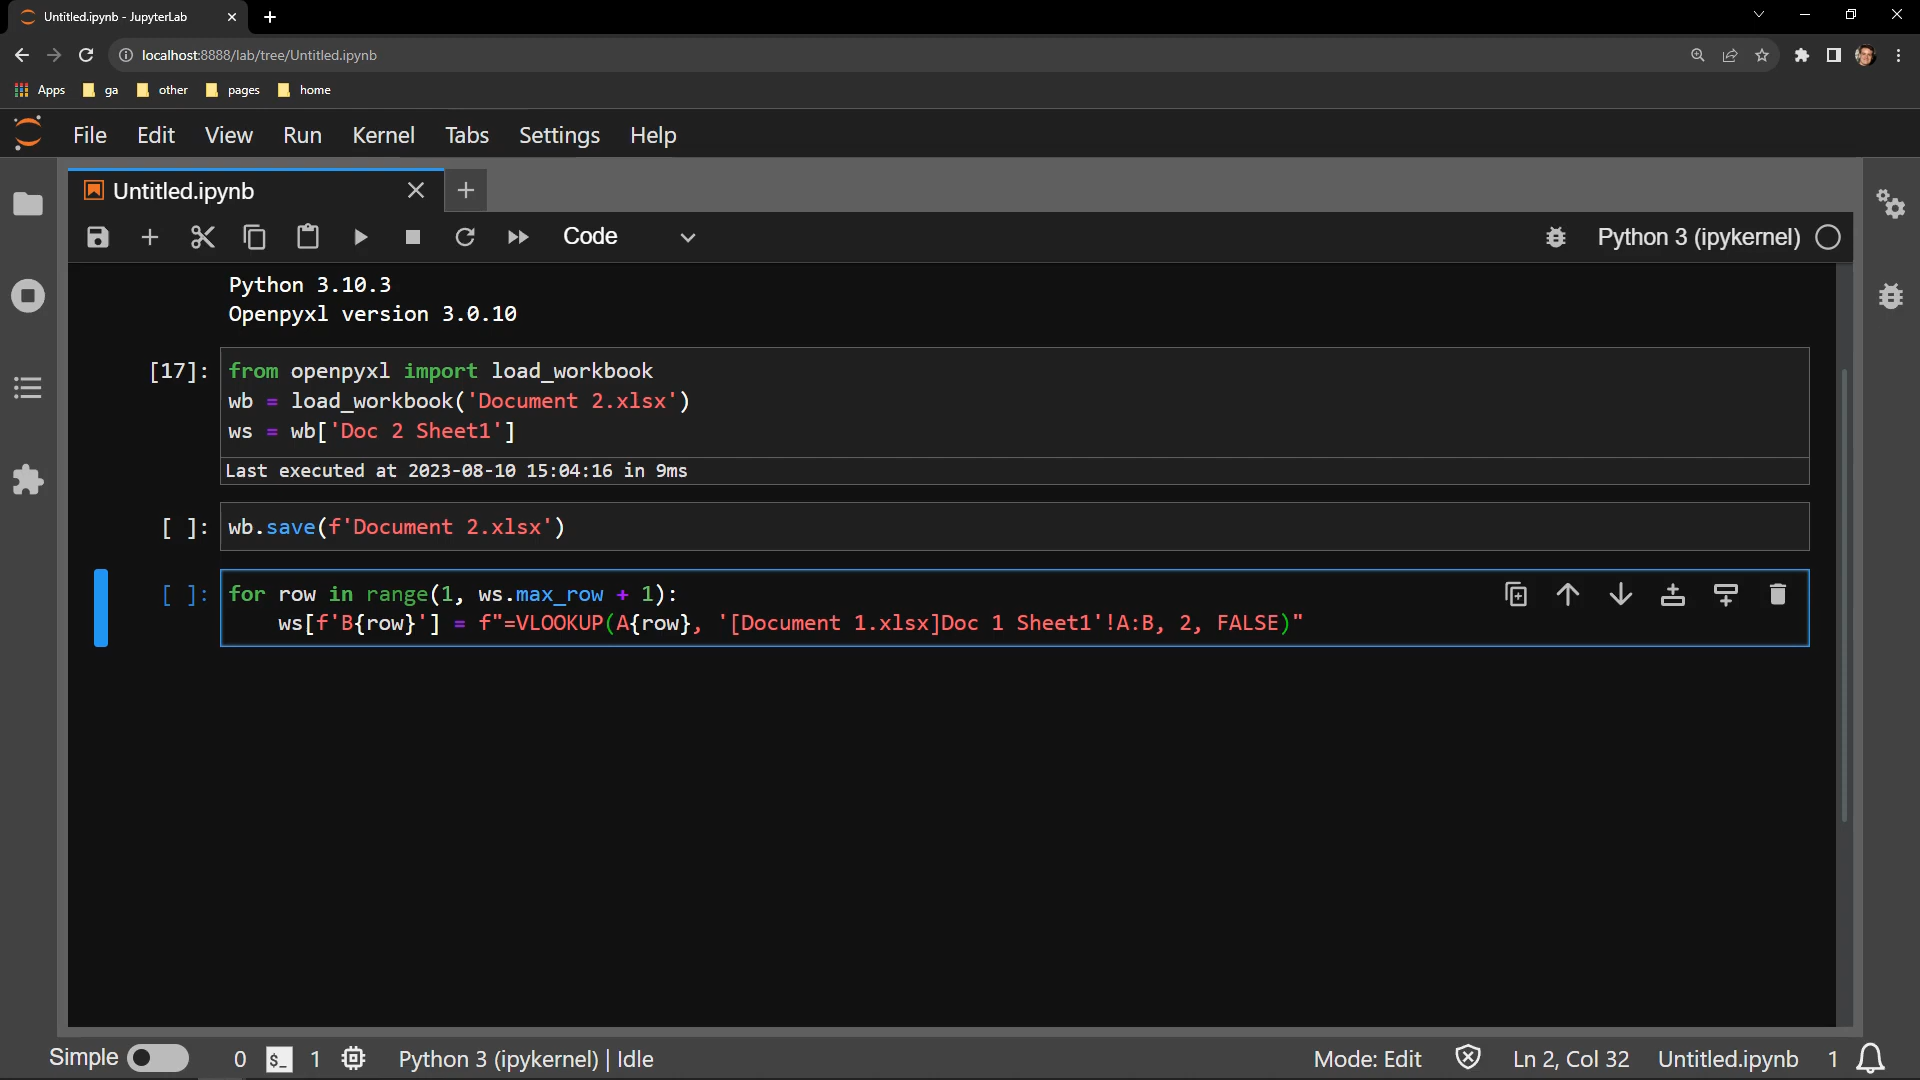 Untitled.ipynb - JupyterLab
localhost:8888/lab/tree/Untitled.ipynb
Apps ga other pages home
File Edit View Run Kernel Tabs Settings Help
Untitled.ipynb
Code
Python 3 (ipykernel)
Python 3.10.3
Openpyxl version 3.0.10
[17]: from openpyxl import load_workbook
wb = load_workbook('Document 2.xlsx')
ws = wb['Doc 2 Sheet1']
Last executed at 2023-08-10 15:04:16 in 9ms
[ ]: wb.save(f'Document 2.xlsx')
[ ]: for row in range(1, ws.max_row + 1):
ws[f'B{row}'] = f"=VLOOKUP(A{row}, '[Document 1.xlsx]Doc 1 Sheet1'!A:B, 2, FALSE)"
Simple 0 $_ 1 Python 3 (ipykernel) | Idle Mode: Edit Ln 2, Col 32 Untitled.ipynb 1